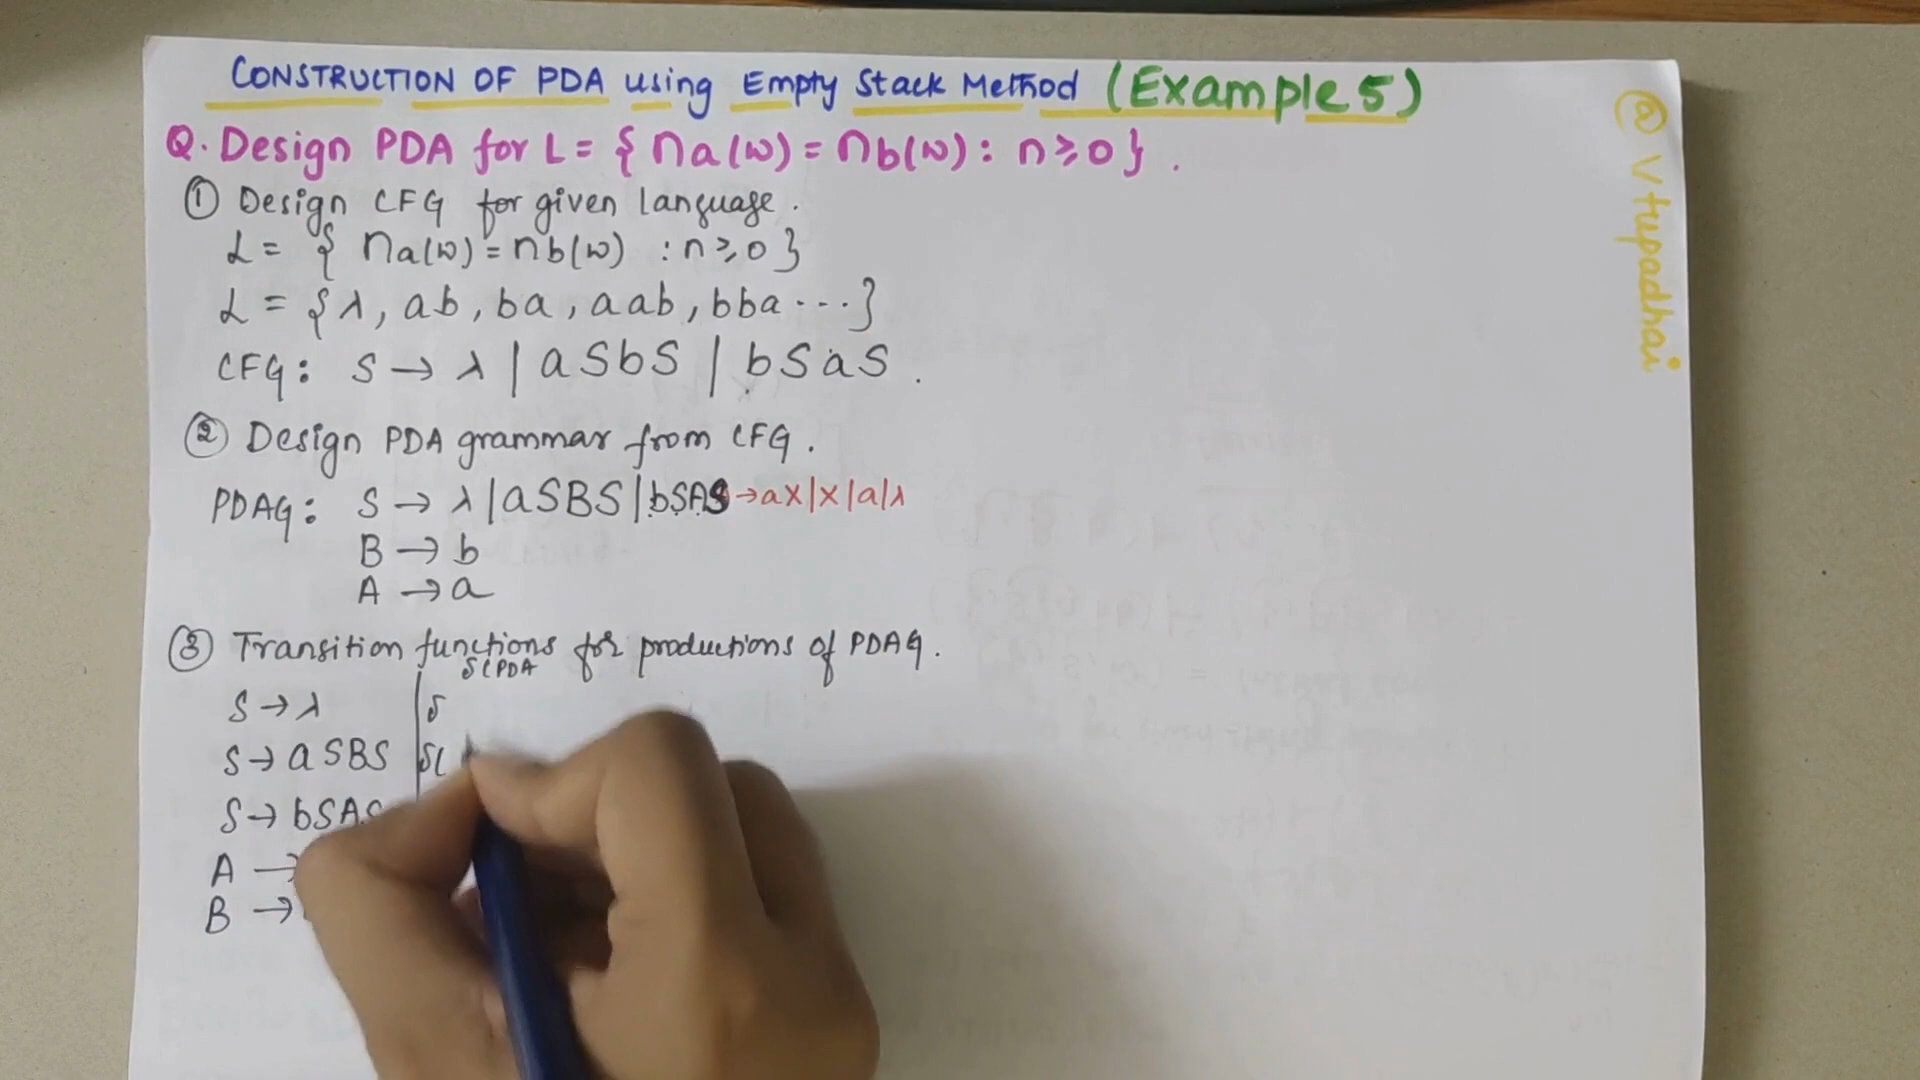 CONSTRUCTION OF PDA using Empty Stack Method (Example 5)
Q. Design PDA for L = { na(w) = nb(w) : n ≥ 0 } .
① Design CFG for given language .
L = { na(w) = nb(w) : n ≥ 0 }
L = { λ, ab, ba, aab, bba ... }
CFG : S → λ | aSbS | bSaS .
② Design PDA grammar from CFG .
PDAG : S → λ | aSBS | bSAS → aX | X | a | λ
B → b
A → a
③ Transition functions for productions of PDAG .
δ(PDA
S → λ | δ
S → aSBS | δ(
S → bSAS
A →
B →
@Vtupadhai